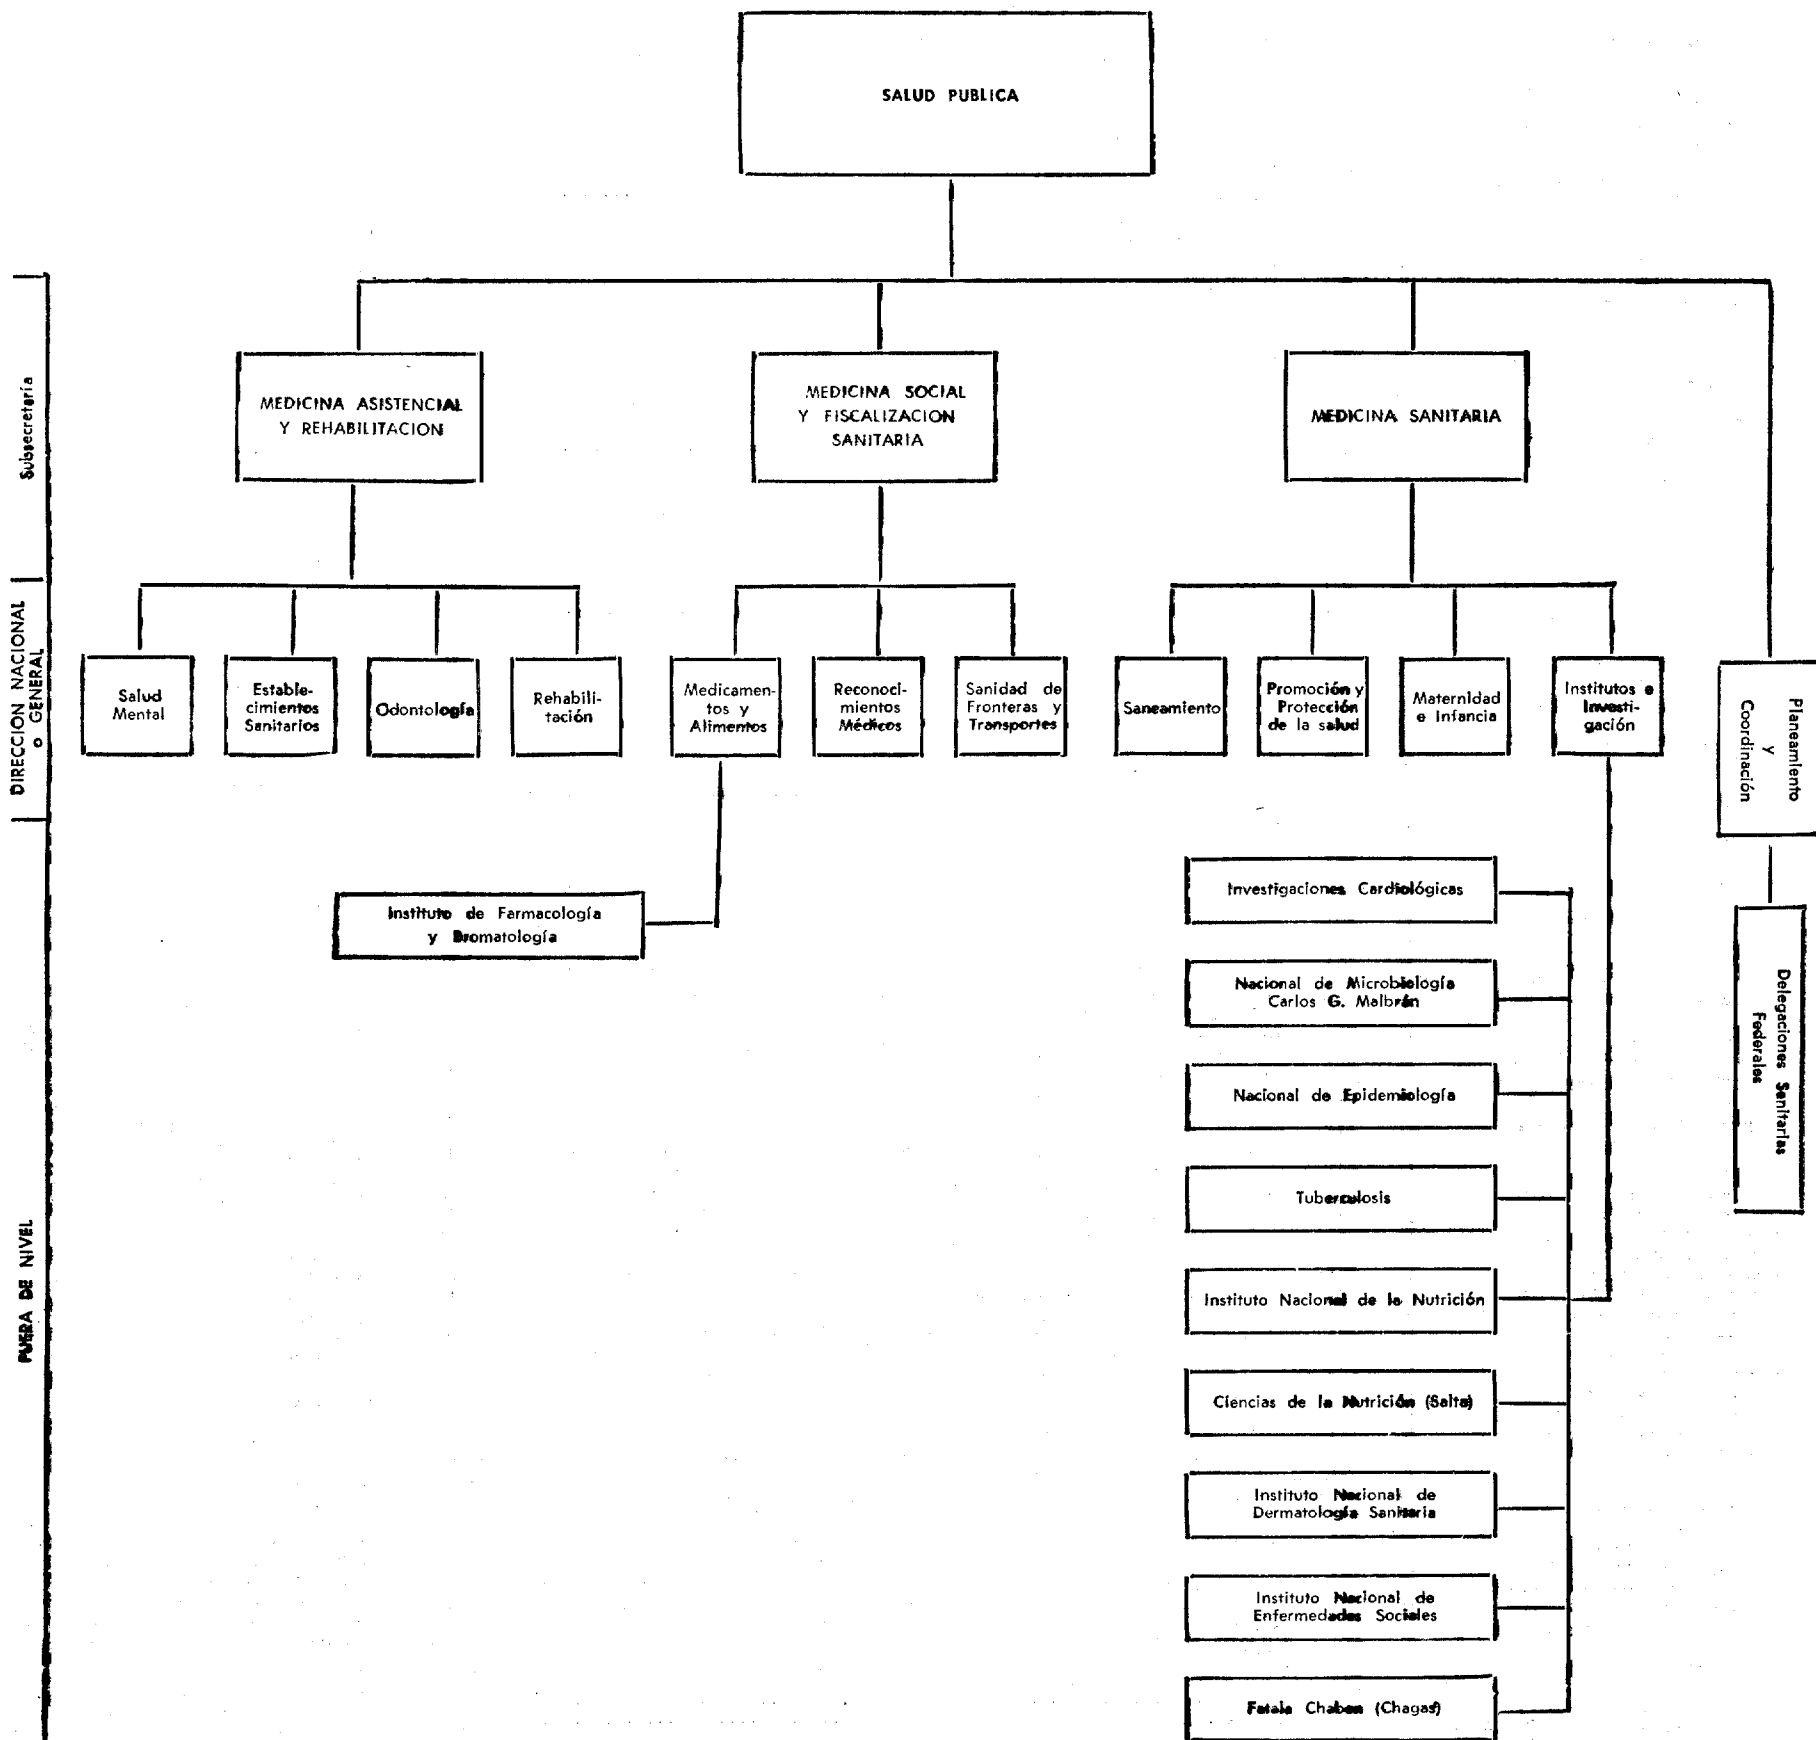 SALUD PUBLICA
Subsecretaría
MEDICINA ASISTENCIAL
Y REHABILITACION
MEDICINA SOCIAL
Y FISCALIZACION
SANITARIA
MEDICINA SANITARIA
DIRECCION NACIONAL
o GENERAL
Salud
Mental
Estable-
cimientos
Sanitarios
Odontología
Rehabili-
tación
Medicamen-
tos y
Alimentos
Reconoci-
mientos
Médicos
Sanidad de
Fronteras y
Transportes
Saneamiento
Promoción y
Protección
de la salud
Maternidad
e Infancia
Institutos e
Investi-
gación
Planeamiento
y
Coordinación
FUERA DE NIVEL
Instituto de Farmacología
y Bromatología
Investigaciones Cardiológicas
Nacional de Microbiología
Carlos G. Malbrán
Nacional de Epidemiología
Tuberculosis
Instituto Nacional de la Nutrición
Ciencias de la Nutrición (Salta)
Instituto Nacional de
Dermatología Sanitaria
Instituto Nacional de
Enfermedades Sociales
Fatala Chaben (Chagas)
Delegaciones Sanitarias
Federales